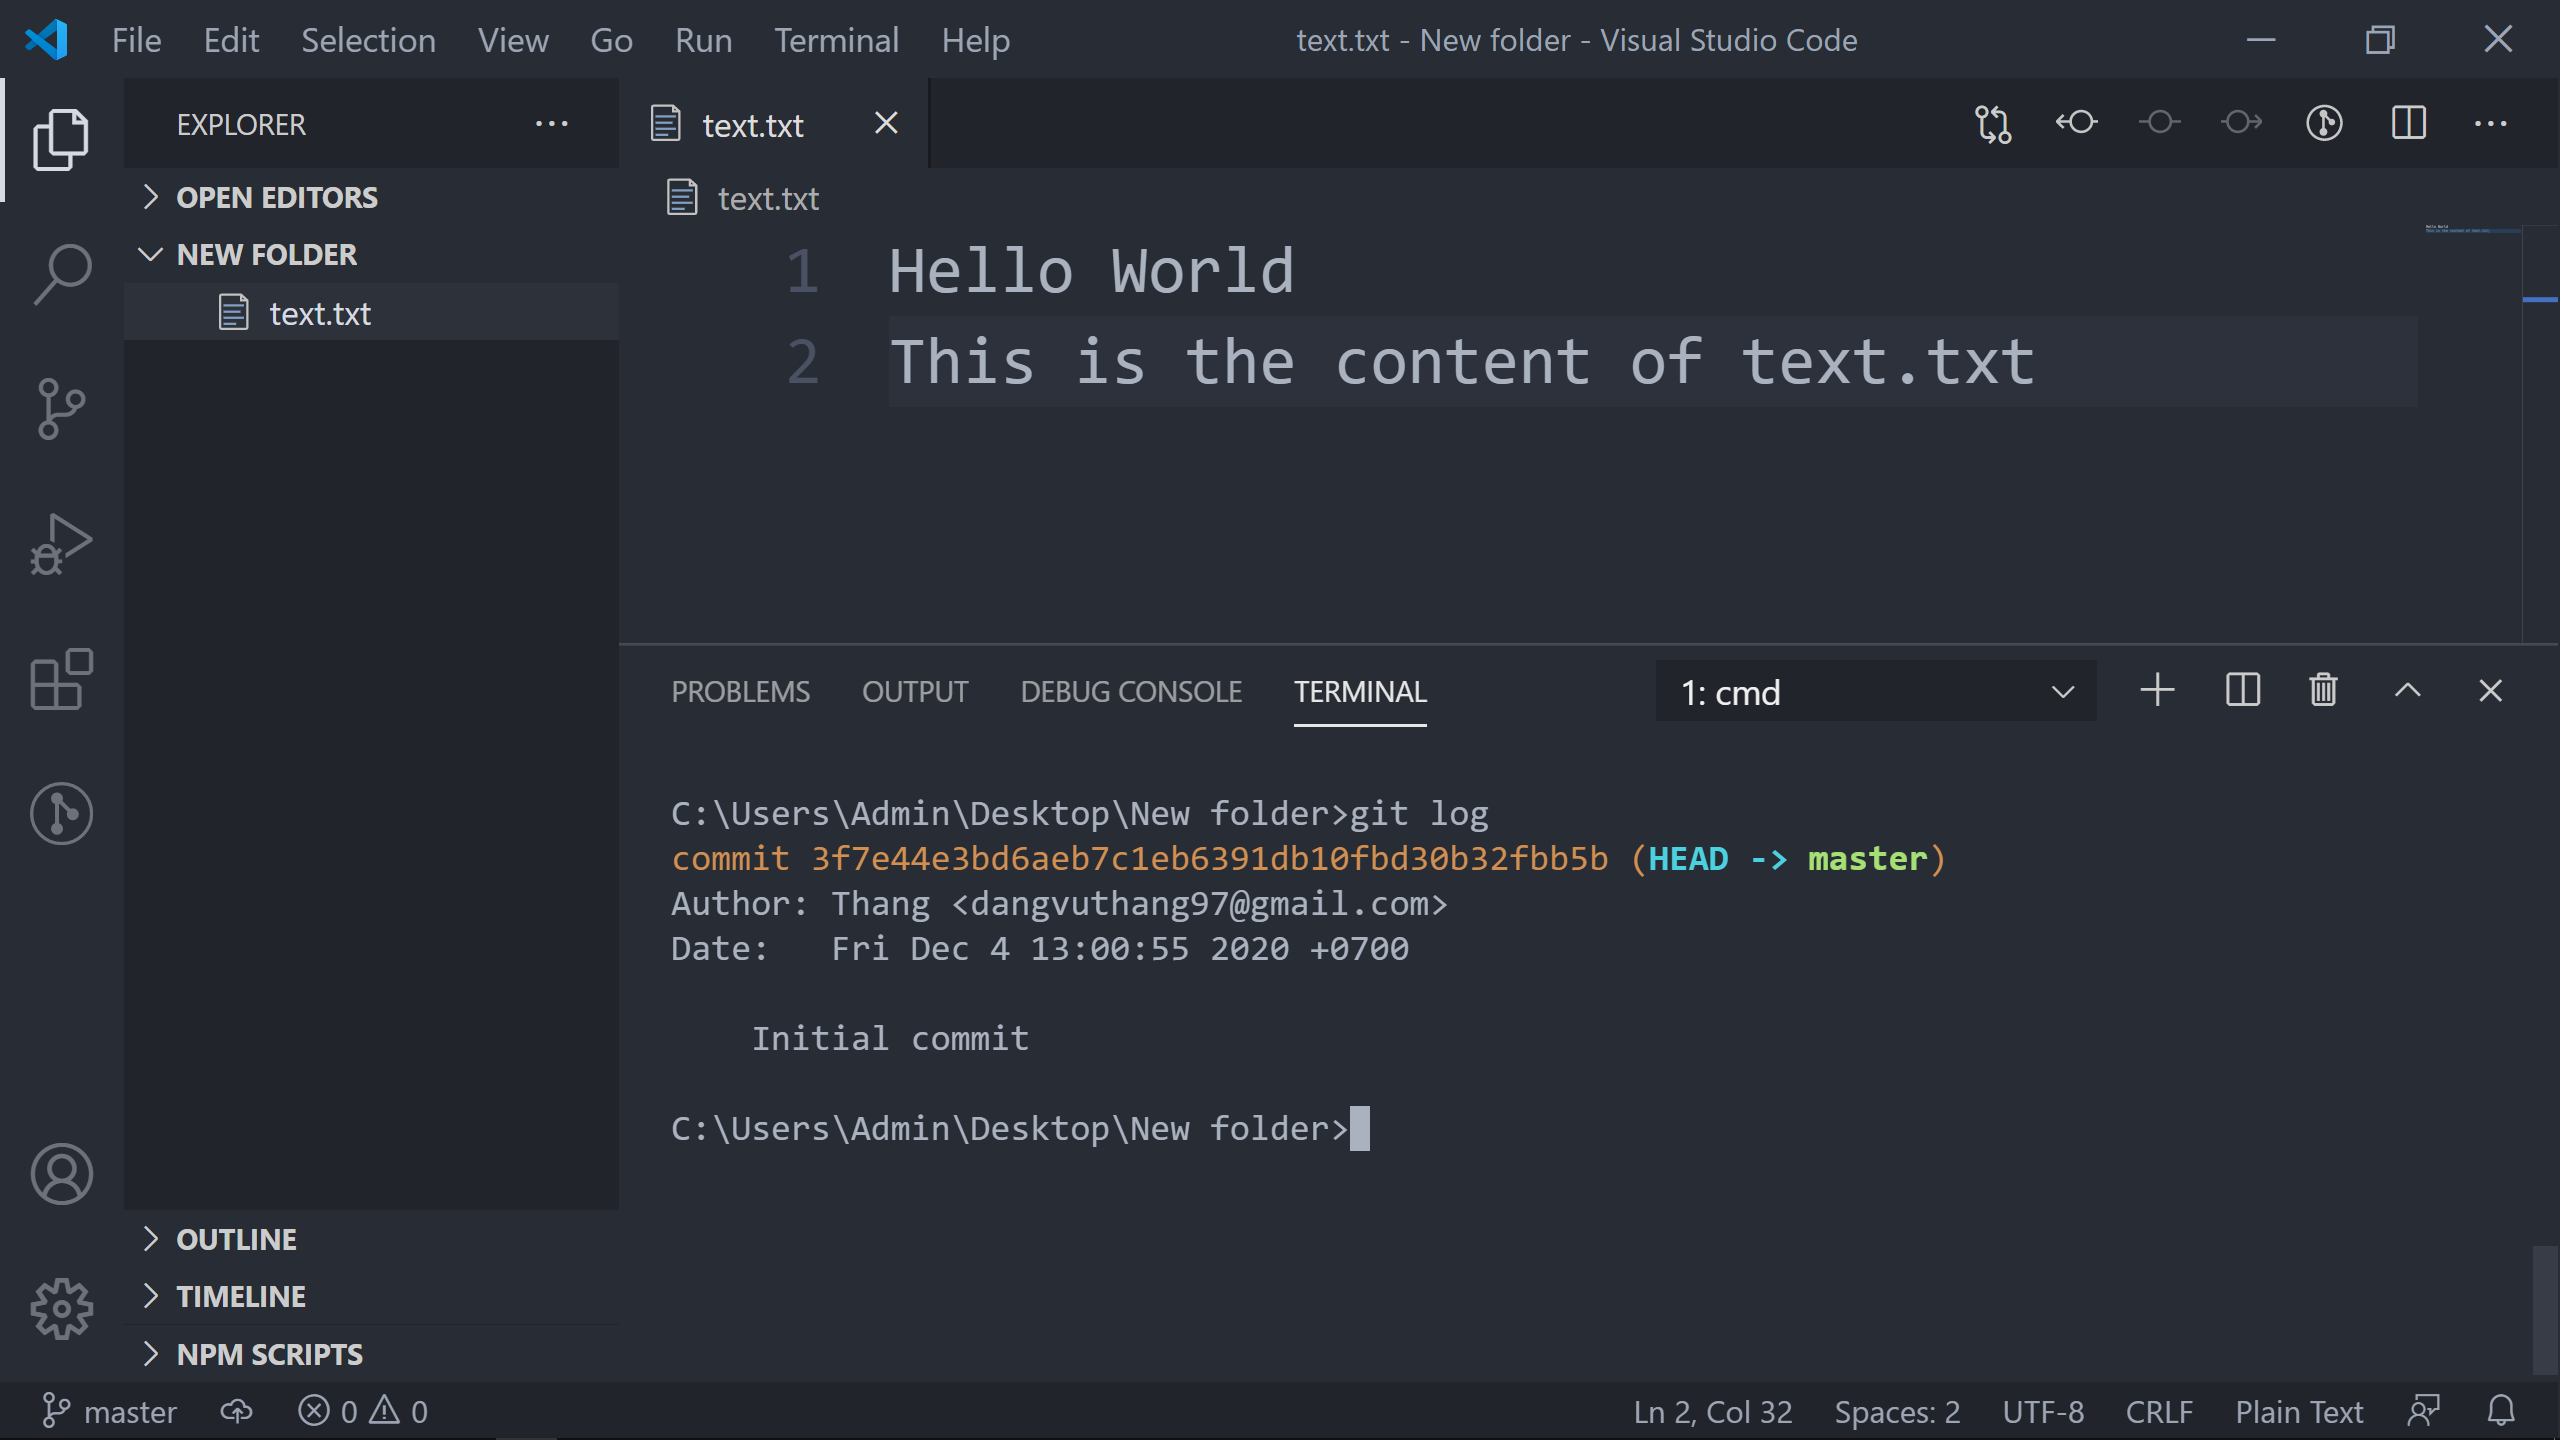 File Edit Selection View Go Run Terminal Help text.txt - New folder - Visual Studio Code
EXPLORER
OPEN EDITORS
NEW FOLDER
text.txt
text.txt
text.txt
1 Hello World
2 This is the content of text.txt
PROBLEMS OUTPUT DEBUG CONSOLE TERMINAL 1: cmd
C:\Users\Admin\Desktop\New folder>git log
commit 3f7e44e3bd6aeb7c1eb6391db10fbd30b32fbb5b (HEAD -> master)
Author: Thang <dangvuthang97@gmail.com>
Date:   Fri Dec 4 13:00:55 2020 +0700
Initial commit
C:\Users\Admin\Desktop\New folder>
OUTLINE
TIMELINE
NPM SCRIPTS
master 0 0 Ln 2, Col 32 Spaces: 2 UTF-8 CRLF Plain Text